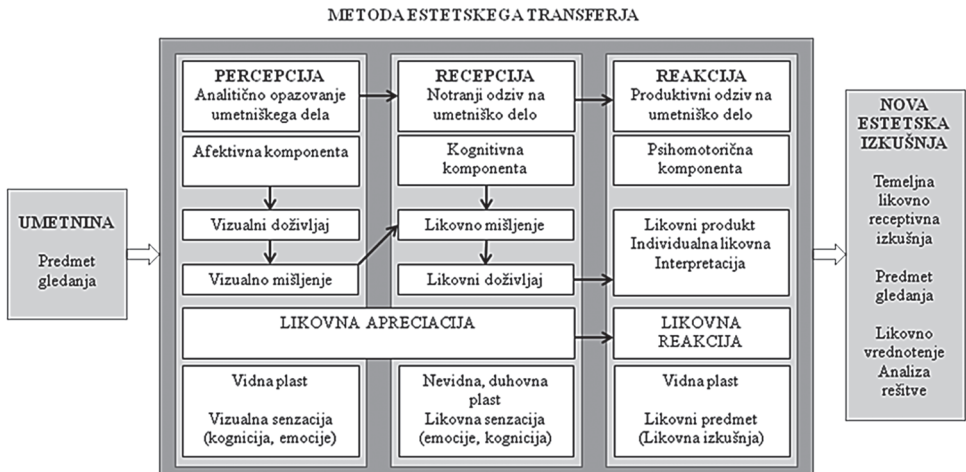 METODA ESTETSKEGA TRANSFERJA
UMETNINA
Predmet
gledanja
PERCEPCIJA
Analitično opazovanje
umetniškega dela
Afektivna komponenta
Vizualni doživljaj
Vizualno mišljenje
RECEPCIJA
Notranji odziv na
umetniško delo
Kognitivna
komponenta
Likovno mišljenje
Likovni doživljaj
REAKCIJA
Produktivni odziv na
umetniško delo
Psihomotorična
komponenta
Likovni produkt
Individualna likovna
Interpretacija
LIKOVNA APRECIACIJA
LIKOVNA
REAKCIJA
Vidna plast
Vizualna senzacija
(kognicija, emocije)
Nevidna, duhovna
plast
Likovna senzacija
(emocije, kognicija)
Vidna plast
Likovni predmet
(Likovna izkušnja)
NOVA
ESTETSKA
IZKUŠNJA
Temeljna
likovno
receptivna
izkušnja
Predmet
gledanja
Likovno
vrednotenje
Analiza
rešitve